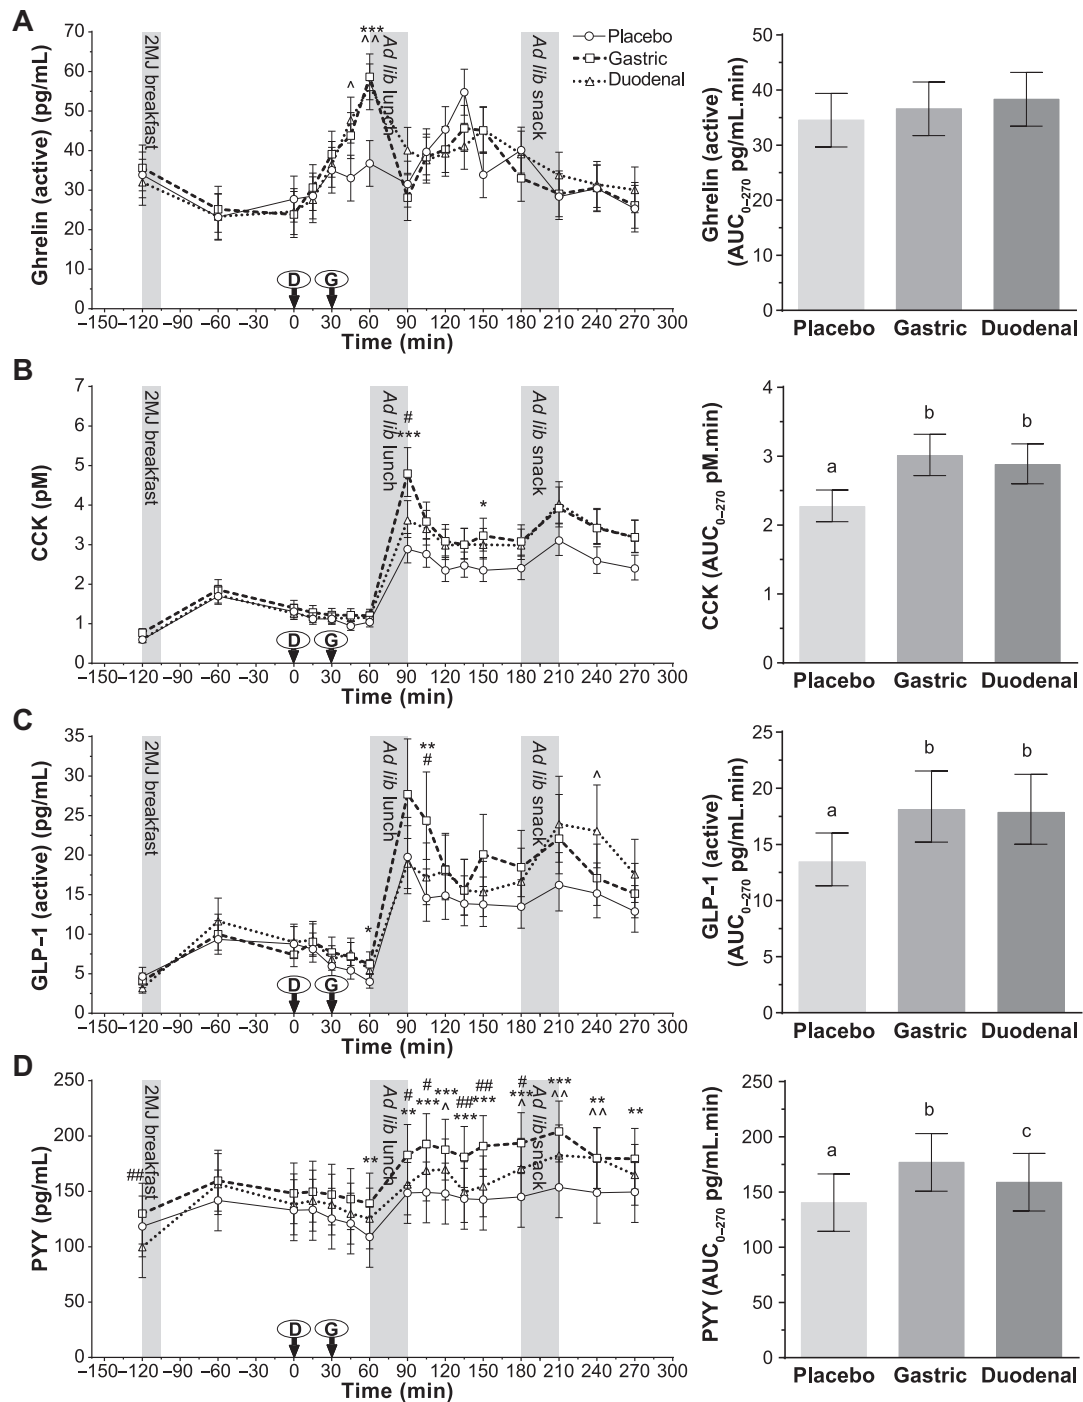 A
Ghrelin (active) (pg/mL)
70
60
50
40
30
20
10
0
2MJ breakfast
Ad lib lunch
Ad lib snack
^
***
^^
Placebo
Gastric
Duodenal
D
G
−150 −120 −90 −60 −30 0 30 60 90 120 150 180 210 240 270 300
Time (min)
Ghrelin (active)
(AUC0–270 pg/mL.min)
50
40
30
20
10
0
Placebo Gastric Duodenal
B
CCK (pM)
7
6
5
4
3
2
1
0
2MJ breakfast
Ad lib lunch
Ad lib snack
#
***
*
D
G
−150 −120 −90 −60 −30 0 30 60 90 120 150 180 210 240 270 300
Time (min)
CCK (AUC0–270 pM.min)
4
3
2
1
0
a
b
b
Placebo Gastric Duodenal
C
GLP−1 (active) (pg/mL)
35
30
25
20
15
10
5
0
2MJ breakfast
Ad lib lunch
Ad lib snack
*
**
#
^
D
G
−150 −120 −90 −60 −30 0 30 60 90 120 150 180 210 240 270 300
Time (min)
GLP−1 (active)
(AUC0–270 pg/mL.min)
25
20
15
10
5
0
a
b
b
Placebo Gastric Duodenal
D
PYY (pg/mL)
250
200
150
100
50
0
2MJ breakfast
Ad lib lunch
Ad lib snack
##
**
#
**
#
***
***
^
##
***
##
***
#
***
^
***
^^
**
^^
**
D
G
−150 −120 −90 −60 −30 0 30 60 90 120 150 180 210 240 270 300
Time (min)
PYY (AUC0–270 pg/mL.min)
250
200
150
100
50
0
a
b
c
Placebo Gastric Duodenal